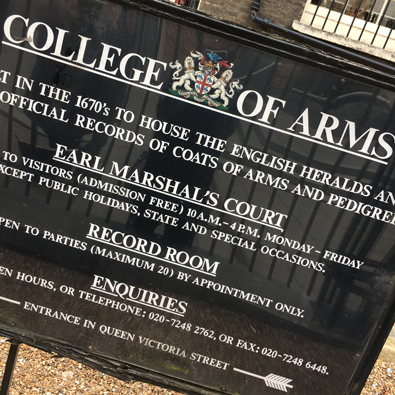 COLLEGE OF ARMS
T IN THE 1670's TO HOUSE THE ENGLISH HERALDS AN
OFFICIAL RECORDS OF COATS OF ARMS AND PEDIGREE
EARL MARSHAL'S COURT
TO VISITORS (ADMISSION FREE) 10 A.M.-4 P.M. MONDAY-FRIDAY
XCEPT PUBLIC HOLIDAYS, STATE AND SPECIAL OCCASIONS.
RECORD ROOM
PEN TO PARTIES (MAXIMUM 20) BY APPOINTMENT ONLY.
ENQUIRIES
EN HOURS, OR TELEPHONE: 020-7248 2762, OR FAX: 020-7248 6448.
ENTRANCE IN QUEEN VICTORIA STREET